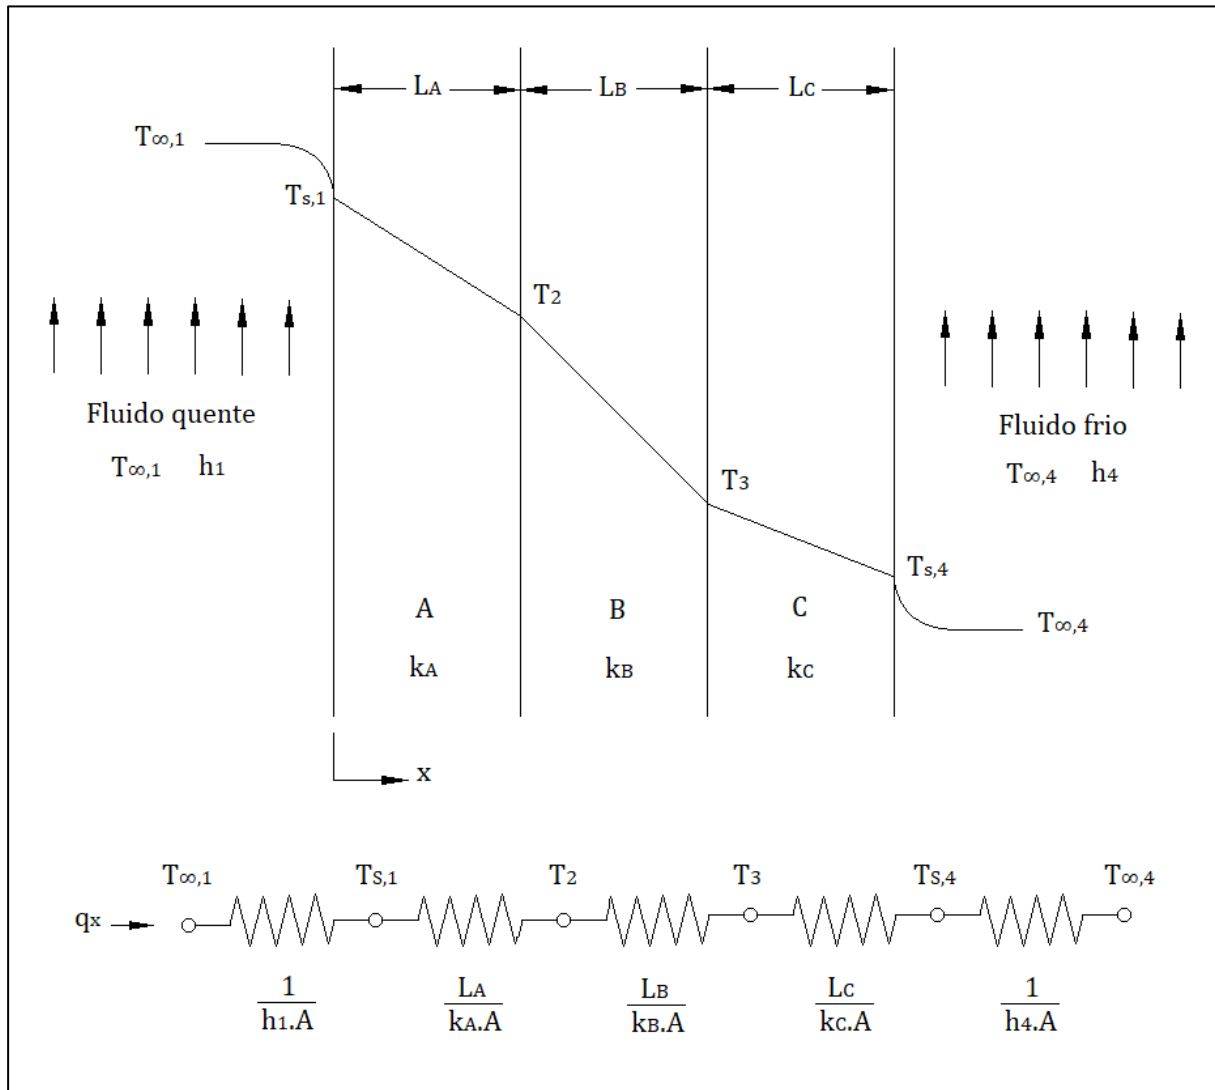 LA LB LC
T∞,1
Ts,1
T2
Fluido quente
T∞,1 h1
Fluido frio
T∞,4 h4
T3
Ts,4
A B C
T∞,4
kA kB kC
x
T∞,1 TS,1 T2 T3 TS,4 T∞,4
qx
1 LA LB LC 1
h1.A kA.A kB.A kC.A h4.A